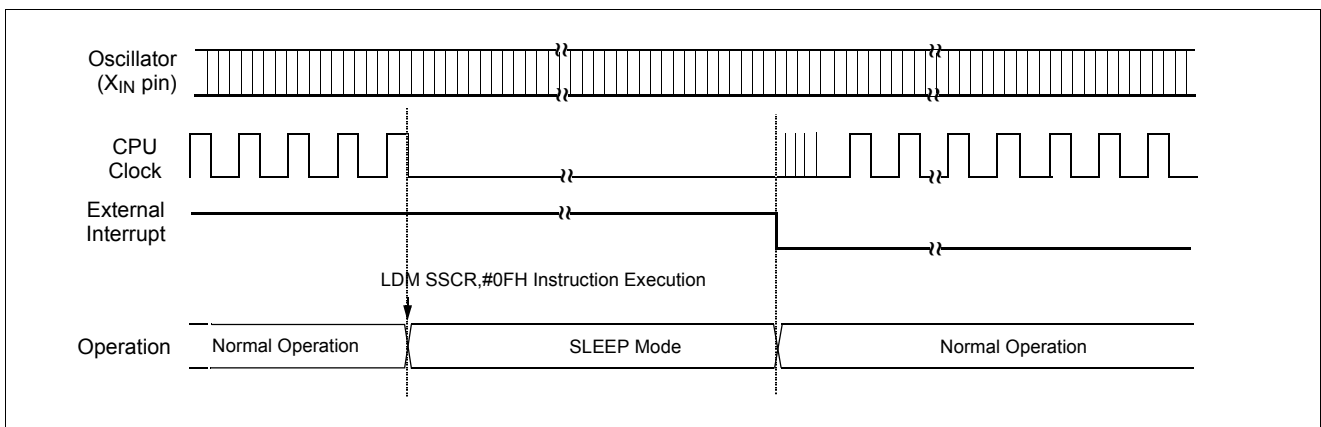 Oscillator
(XIN pin)
CPU
Clock
External
Interrupt
LDM SSCR,#0FH Instruction Execution
Operation
Normal Operation
SLEEP Mode
Normal Operation